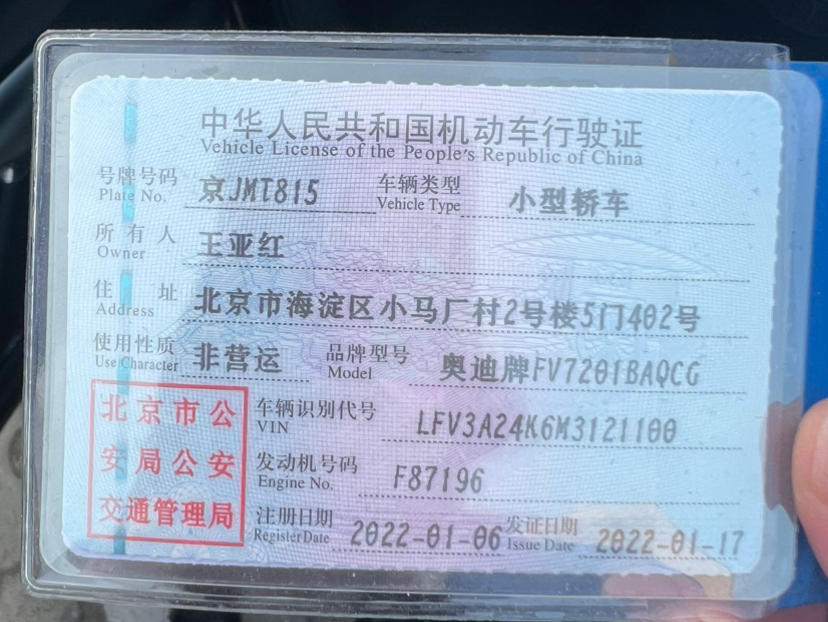 中华人民共和国机动车行驶证
Vehicle License of the People's Republic of China
号牌号码 京JMT815 车辆类型 小型轿车
Plate No. Vehicle Type
所有人 王亚红
Owner
住址 北京市海淀区小马厂村2号楼5门402号
Address
使用性质 非营运 品牌型号 奥迪牌FV7201BAQCG
Use Character Model
北京市公安局公安交通管理局
车辆识别代号 LFV3A24K6M3121100
VIN
发动机号码 F87196
Engine No.
注册日期 2022-01-06 发证日期 2022-01-17
Register Date Issue Date